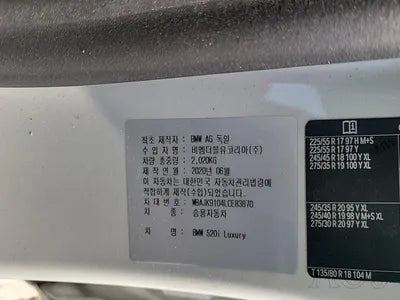 최초 제작자 : BMW AG 독일
수입자 : 비엠더블유코리아(주)
차량 총중량 : 2,020KG
제작년월 : 2020년 06월
이 자동차는 대한민국 자동차관리법령에
적합하게 제작(수입)되었습니다.
차대번호 : WBAJK9104LCE83870
차종 : 승용자동차
모델명 : BMW 520i Luxury
225/55 R 17 97 H M+S
225/55 R 17 97 Y
245/45 R 18 100 Y XL
275/35 R 19 100 Y XL
245/35 R 20 95 Y XL
245/40 R 19 98 V M+S XL
275/30 R 20 97 Y XL
T 135/80 R 18 104 M